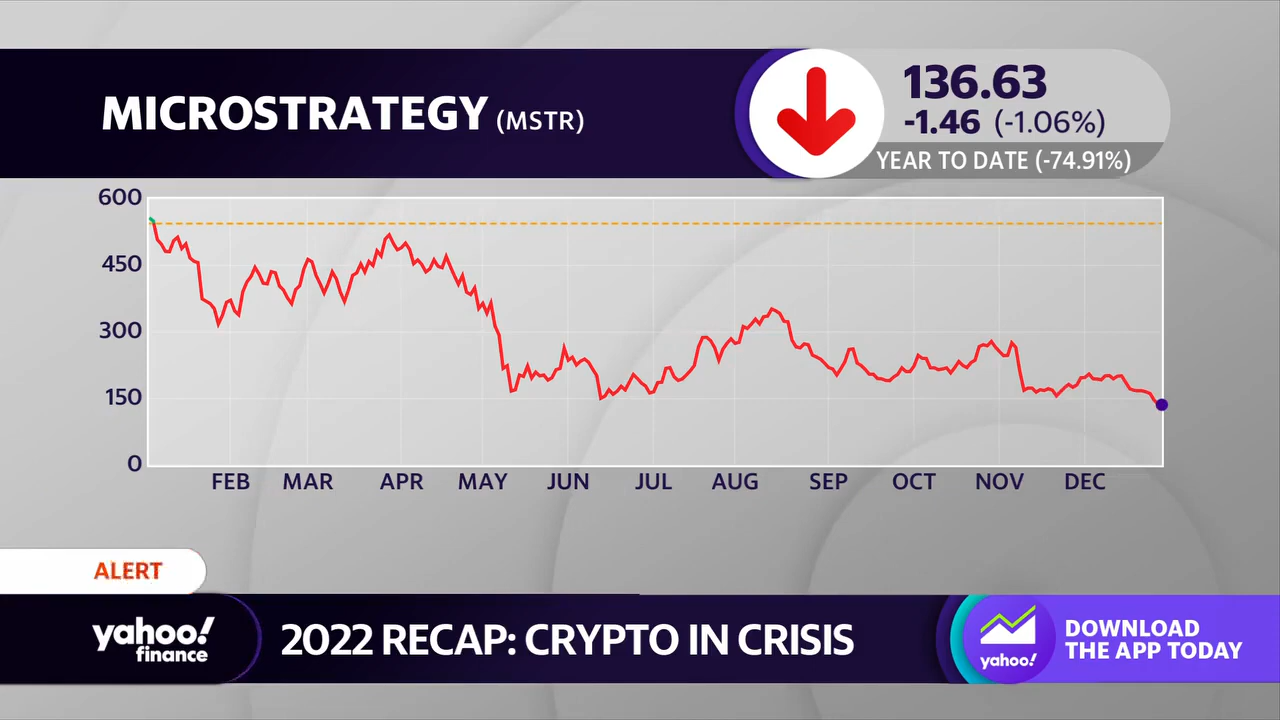 MICROSTRATEGY (MSTR)
136.63
-1.46 (-1.06%)
YEAR TO DATE (-74.91%)
600
450
300
150
0
FEB MAR APR MAY JUN JUL AUG SEP OCT NOV DEC
ALERT
yahoo!
finance
2022 RECAP: CRYPTO IN CRISIS
yahoo!
DOWNLOAD
THE APP TODAY